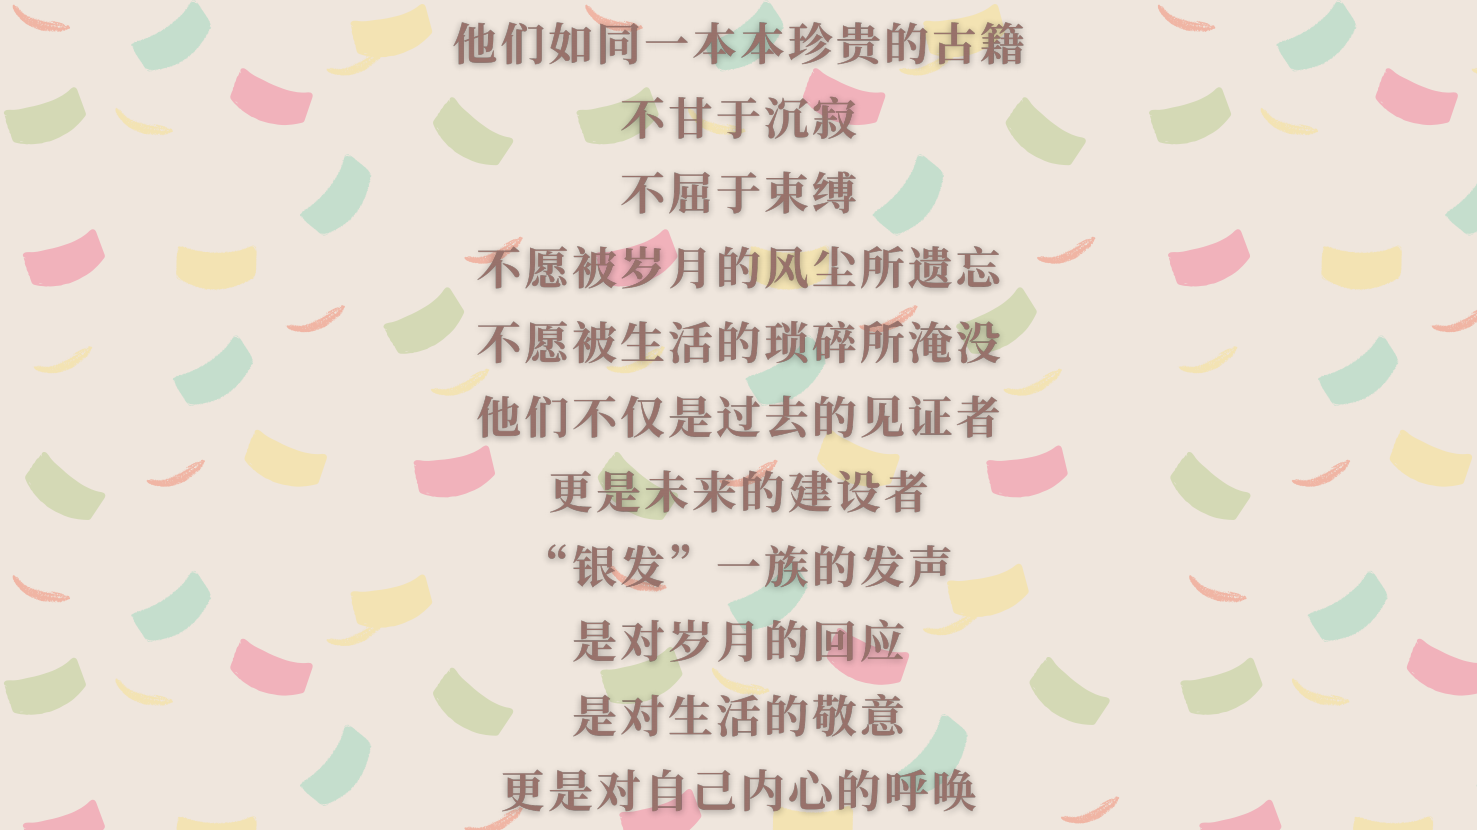 他们如同一本本珍贵的古籍
不甘于沉寂
不屈于束缚
不愿被岁月的风尘所遗忘
不愿被生活的琐碎所淹没
他们不仅是过去的见证者
更是未来的建设者
“银发”一族的发声
是对岁月的回应
是对生活的敬意
更是对自己内心的呼唤